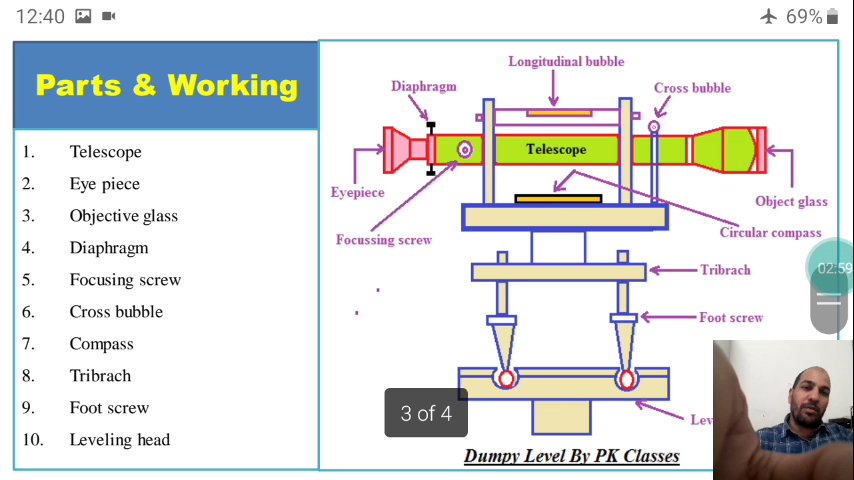 12:40
69%
Parts & Working
1. Telescope
2. Eye piece
3. Objective glass
4. Diaphragm
5. Focusing screw
6. Cross bubble
7. Compass
8. Tribrach
9. Foot screw
10. Leveling head
Longitudinal bubble
Diaphragm
Cross bubble
Telescope
Eyepiece
Object glass
Focussing screw
Circular compass
Tribrach
Foot screw
Lev
02:59
3 of 4
Dumpy Level By PK Classes